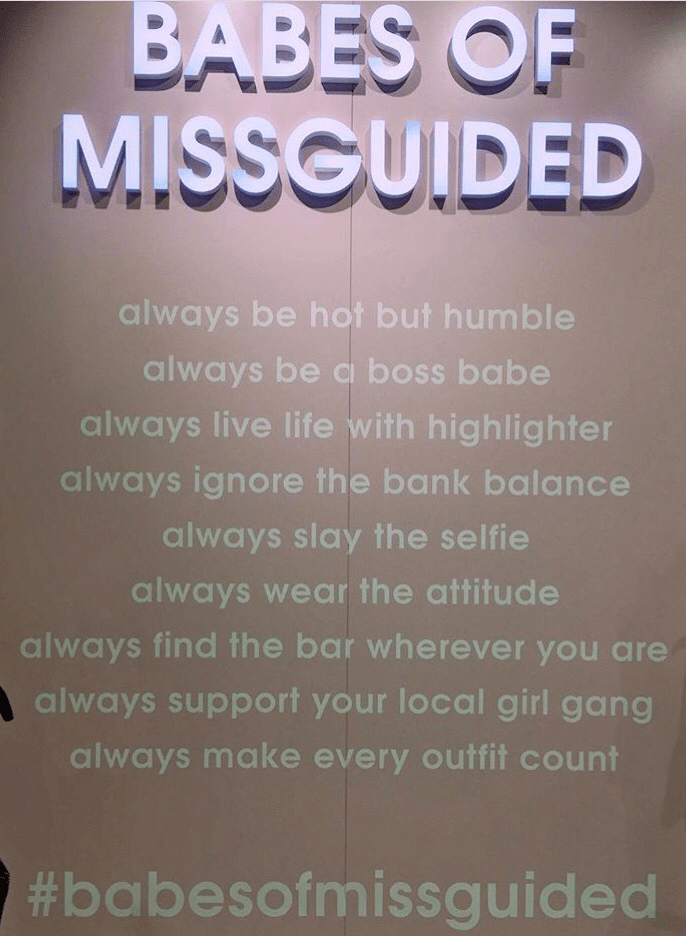 BABES OF
MISSGUIDED
always be hot but humble
always be a boss babe
always live life with highlighter
always ignore the bank balance
always slay the selfie
always wear the attitude
always find the bar wherever you are
always support your local girl gang
always make every outfit count
#babesofmissguided